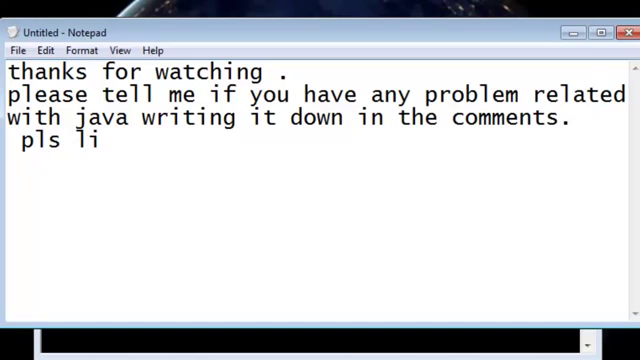 Untitled - Notepad
File Edit Format View Help
thanks for watching .
please tell me if you have any problem related
with java writing it down in the comments.
pls li